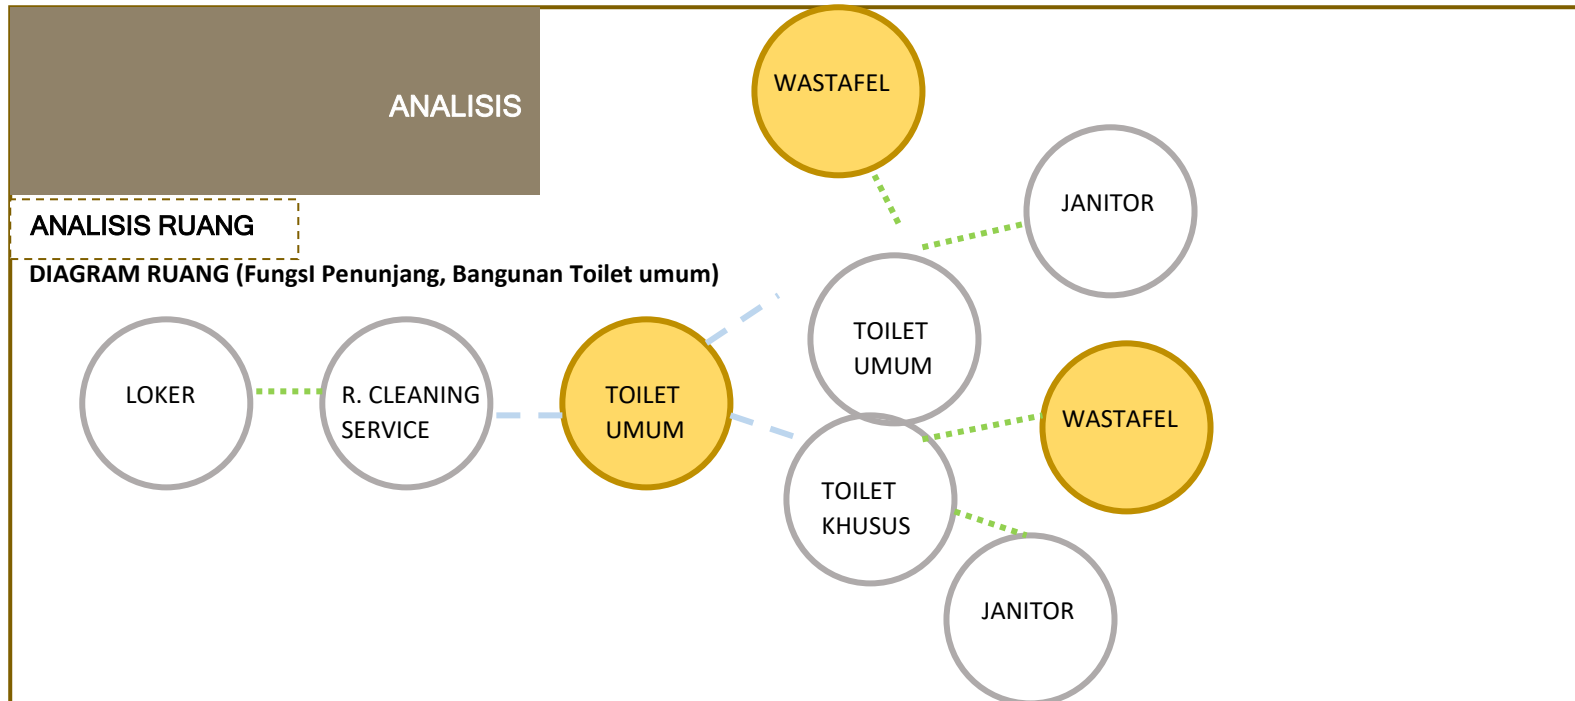 ANALISIS
ANALISIS RUANG
DIAGRAM RUANG (FungsI Penunjang, Bangunan Toilet umum)
WASTAFEL
JANITOR
TOILET
UMUM
LOKER
R. CLEANING
SERVICE
TOILET
UMUM
WASTAFEL
TOILET
KHUSUS
JANITOR